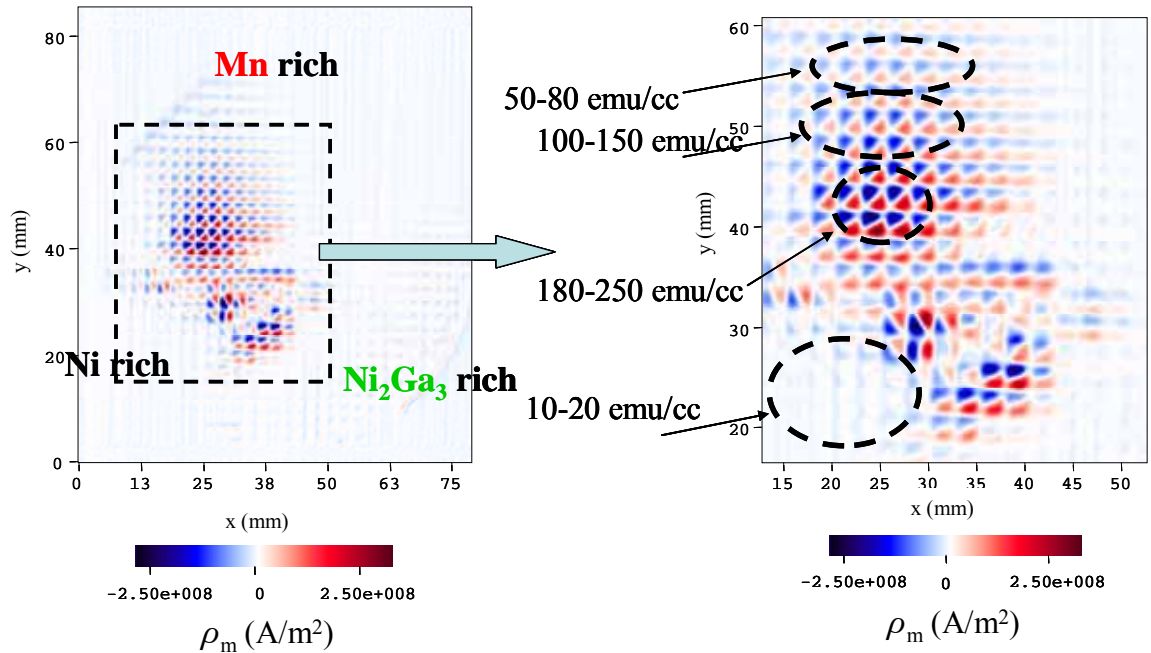 80
60
40
20
0
y (mm)
Mn rich
Ni rich
Ni₂Ga₃ rich
0 13 25 38 50 63 75
x (mm)
-2.50e+008 0 2.50e+008
ρm (A/m²)
60
50
40
30
20
y (mm)
50-80 emu/cc
100-150 emu/cc
180-250 emu/cc
10-20 emu/cc
15 20 25 30 35 40 45 50
x (mm)
-2.50e+008 0 2.50e+008
ρm (A/m²)